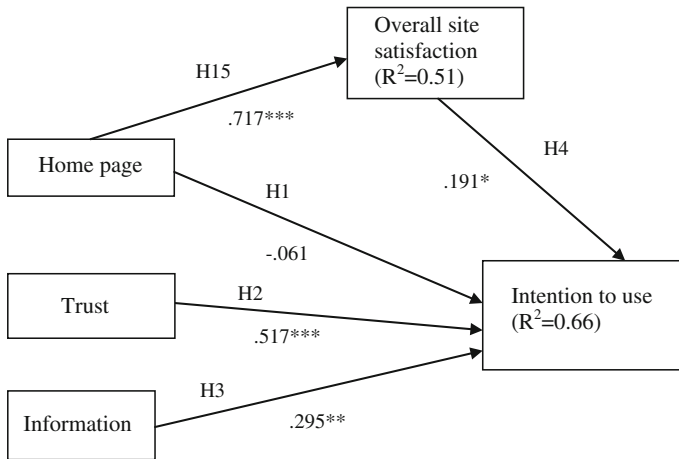 Overall site
satisfaction
(R²=0.51)
H15
.717***
H4
Home page
.191*
H1
-.061
Intention to use
(R²=0.66)
Trust
H2
.517***
H3
Information
.295**